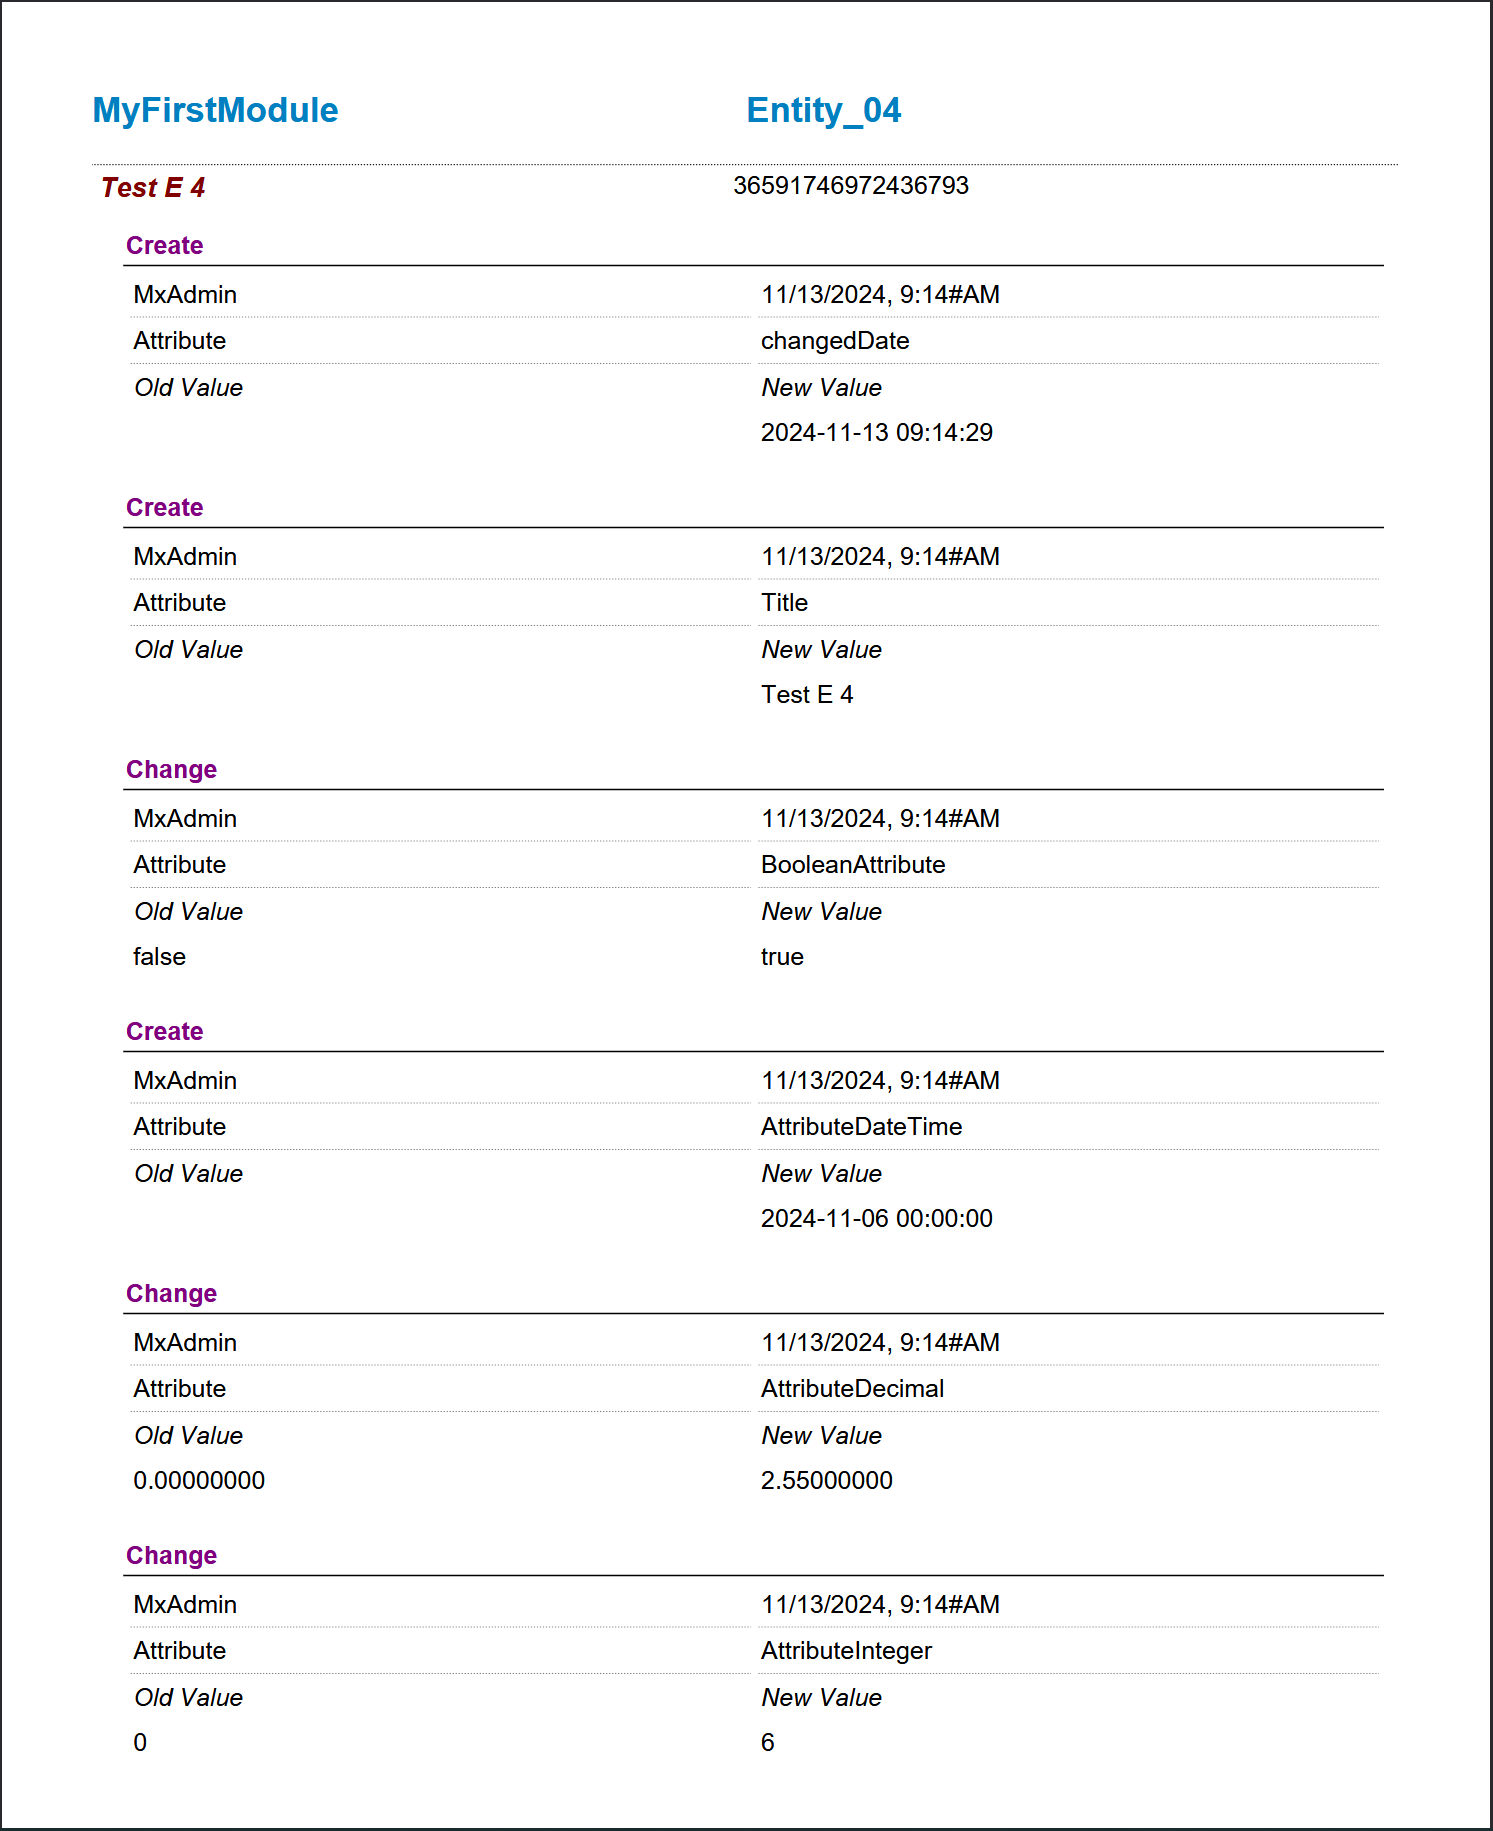 MyFirstModule Entity_04
Test E 4 36591746972436793
Create
MxAdmin 11/13/2024, 9:14#AM
Attribute changedDate
Old Value New Value
2024-11-13 09:14:29
Create
MxAdmin 11/13/2024, 9:14#AM
Attribute Title
Old Value New Value
Test E 4
Change
MxAdmin 11/13/2024, 9:14#AM
Attribute BooleanAttribute
Old Value New Value
false true
Create
MxAdmin 11/13/2024, 9:14#AM
Attribute AttributeDateTime
Old Value New Value
2024-11-06 00:00:00
Change
MxAdmin 11/13/2024, 9:14#AM
Attribute AttributeDecimal
Old Value New Value
0.00000000 2.55000000
Change
MxAdmin 11/13/2024, 9:14#AM
Attribute AttributeInteger
Old Value New Value
0 6